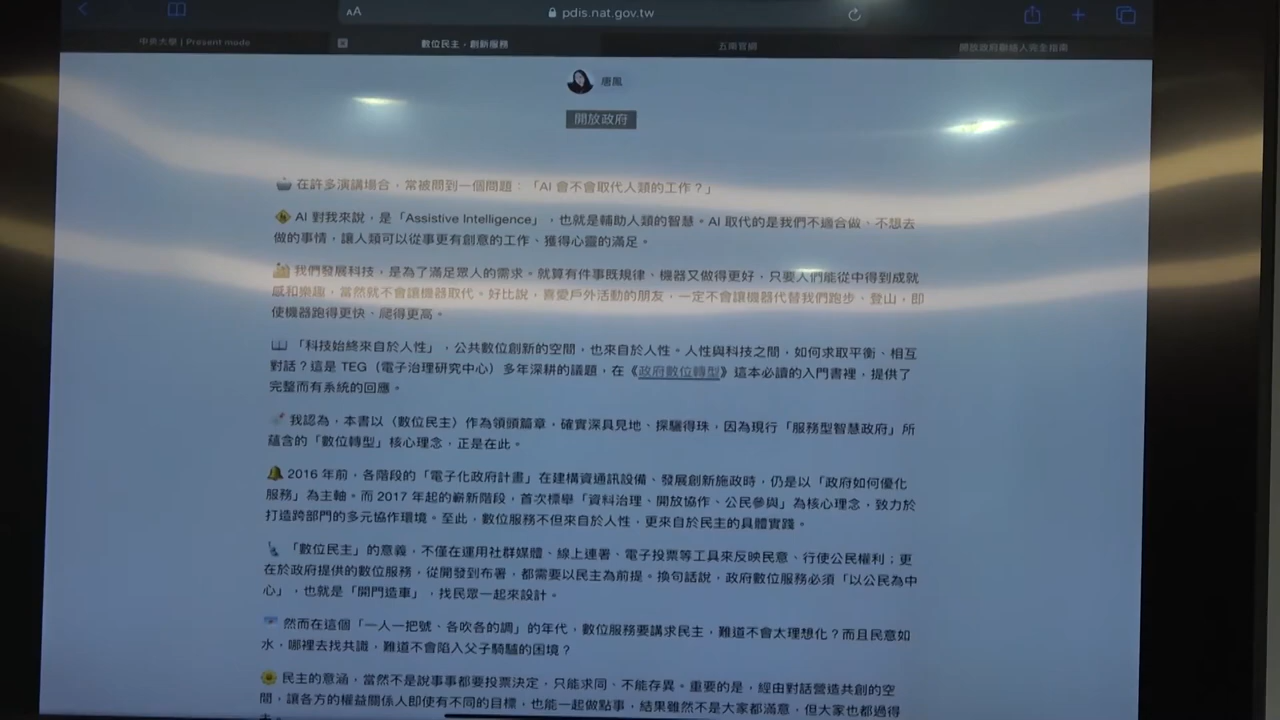 AA pdis.nat.gov.tw
中央大學 | Present mode 數位民主，創新服務 五南官網 開放政府聯絡人完全指南
唐鳳
開放政府
在許多演講場合，常被問到一個問題：「AI 會不會取代人類的工作？」
AI 對我來說，是「Assistive Intelligence」，也就是輔助人類的智慧。AI 取代的是我們不適合做、不想去
做的事情，讓人類可以從事更有創意的工作、獲得心靈的滿足。
我們發展科技，是為了滿足眾人的需求。就算有件事既規律、機器又做得更好，只要人們能從中得到成就
感和樂趣，當然就不會讓機器取代。好比說，喜愛戶外活動的朋友，一定不會讓機器代替我們跑步、登山，即
使機器跑得更快、爬得更高。
「科技始終來自於人性」，公共數位創新的空間，也來自於人性。人性與科技之間，如何求取平衡、相互
對話？這是 TEG（電子治理研究中心）多年深耕的議題，在《政府數位轉型》這本必讀的入門書裡，提供了
完整而有系統的回應。
我認為，本書以〈數位民主〉作為領頭篇章，確實深具見地、探驪得珠，因為現行「服務型智慧政府」所
蘊含的「數位轉型」核心理念，正是在此。
2016 年前，各階段的「電子化政府計畫」在建構資通訊設備、發展創新施政時，仍是以「政府如何優化
服務」為主軸。而 2017 年起的嶄新階段，首次標舉「資料治理、開放協作、公民參與」為核心理念，致力於
打造跨部門的多元協作環境。至此，數位服務不但來自於人性，更來自於民主的具體實踐。
「數位民主」的意義，不僅在運用社群媒體、線上連署、電子投票等工具來反映民意、行使公民權利；更
在於政府提供的數位服務，從開發到布署，都需要以民主為前提。換句話說，政府數位服務必須「以公民為中
心」，也就是「開門造車」，找民眾一起來設計。
然而在這個「一人一把號、各吹各的調」的年代，數位服務要講求民主，難道不會太理想化？而且民意如
水，哪裡去找共識，難道不會陷入父子騎驢的困境？
民主的意涵，當然不是說事事都要投票決定，只能求同、不能存異。重要的是，經由對話營造共創的空
間，讓各方的權益關係人即使有不同的目標，也能一起做點事，結果雖然不是大家都滿意，但大家也都過得